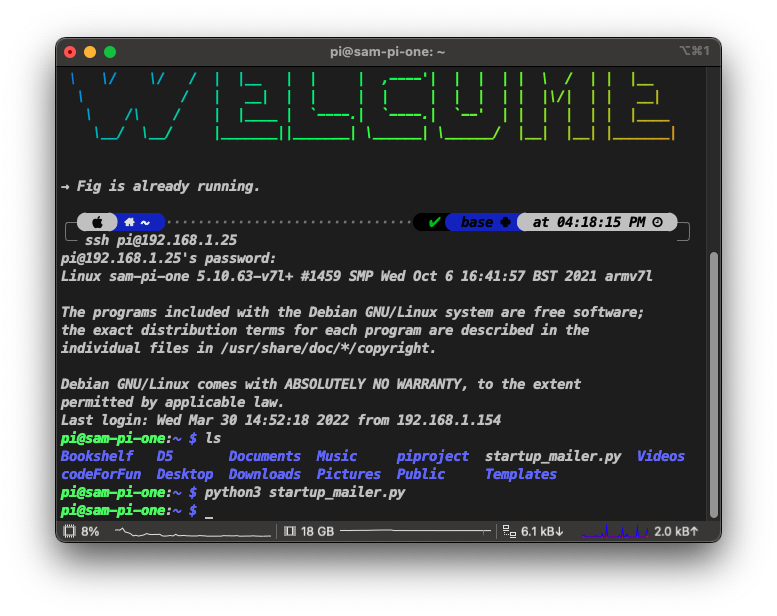 pi@sam-pi-one: ~
⌥⌘1
WELCOME
→ Fig is already running.
~ ✔ base at 04:18:15 PM
ssh pi@192.168.1.25
pi@192.168.1.25's password:
Linux sam-pi-one 5.10.63-v7l+ #1459 SMP Wed Oct 6 16:41:57 BST 2021 armv7l
The programs included with the Debian GNU/Linux system are free software;
the exact distribution terms for each program are described in the
individual files in /usr/share/doc/*/copyright.
Debian GNU/Linux comes with ABSOLUTELY NO WARRANTY, to the extent
permitted by applicable law.
Last login: Wed Mar 30 14:52:18 2022 from 192.168.1.154
pi@sam-pi-one:~ $ ls
Bookshelf D5 Documents Music piproject startup_mailer.py Videos
codeForFun Desktop Downloads Pictures Public Templates
pi@sam-pi-one:~ $ python3 startup_mailer.py
pi@sam-pi-one:~ $ _
8% 18 GB 6.1 kB↓ 2.0 kB↑